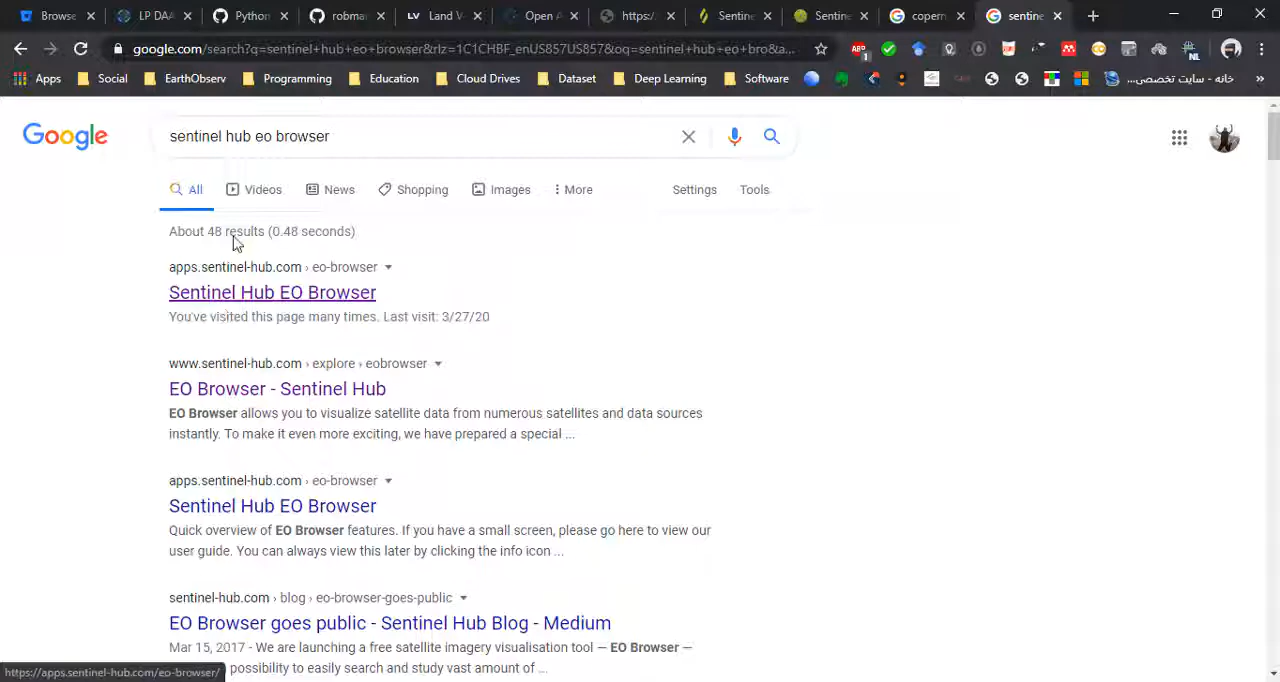 Browse
LP DAA
Python
robmar
Land V
Open A
https:/
Sentine
Sentine
copern
sentine
google.com/search?q=sentinel+hub+eo+browser&rlz=1C1CHBF_enUS857US857&oq=sentinel+hub+eo+bro&a...
Apps
Social
EarthObserv
Programming
Education
Cloud Drives
Dataset
Deep Learning
Software
خانه - سایت تخصصی...
Google
sentinel hub eo browser
All
Videos
News
Shopping
Images
More
Settings
Tools
About 48 results (0.48 seconds)
apps.sentinel-hub.com › eo-browser
Sentinel Hub EO Browser
You've visited this page many times. Last visit: 3/27/20
www.sentinel-hub.com › explore › eobrowser
EO Browser - Sentinel Hub
EO Browser allows you to visualize satellite data from numerous satellites and data sources
instantly. To make it even more exciting, we have prepared a special ...
apps.sentinel-hub.com › eo-browser
Sentinel Hub EO Browser
Quick overview of EO Browser features. If you have a small screen, please go here to view our
user guide. You can always view this later by clicking the info icon ...
sentinel-hub.com › blog › eo-browser-goes-public
EO Browser goes public - Sentinel Hub Blog - Medium
Mar 15, 2017 - We are launching a free satellite imagery visualisation tool — EO Browser —
possibility to easily search and study vast amount of ...
https://apps.sentinel-hub.com/eo-browser/